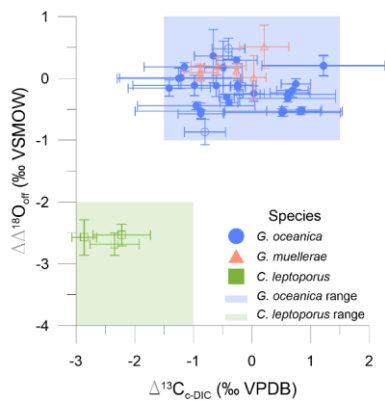 1
0
-1
-2
-3
-4
ΔΔ¹⁸Ooff (‰ VSMOW)
Species
G. oceanica
G. muellerae
C. leptoporus
G. oceanica range
C. leptoporus range
-3 -2 -1 0 1 2
Δ¹³Cc-DIC (‰ VPDB)